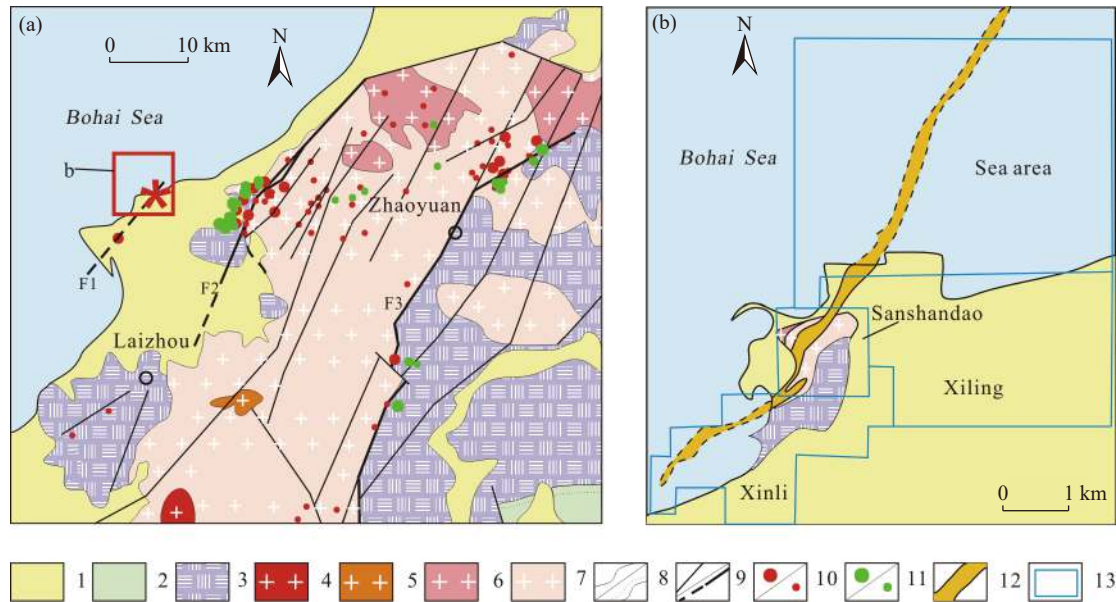 (a)
0 10 km
N
Bohai Sea
b
Zhaoyuan
F1
F2
F3
Laizhou
(b)
N
Bohai Sea
Sea area
Sanshandao
Xiling
Xinli
0 1 km
1 2 3 4 5 6 7 8 9 10 11 12 13